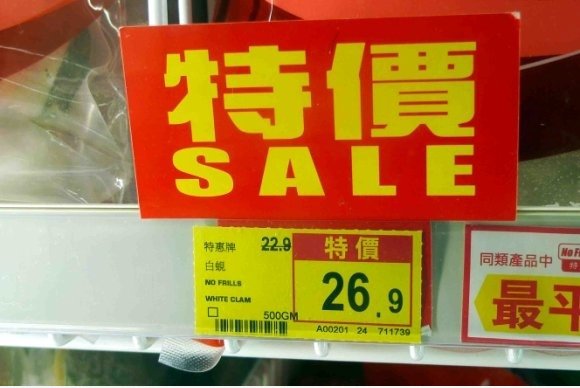 特價
SALE
特惠牌 22.9
白蜆
NO FRILLS
WHITE CLAM
500GM
特價
26.9
A00201 24 711739
同類產品中
No F
最平